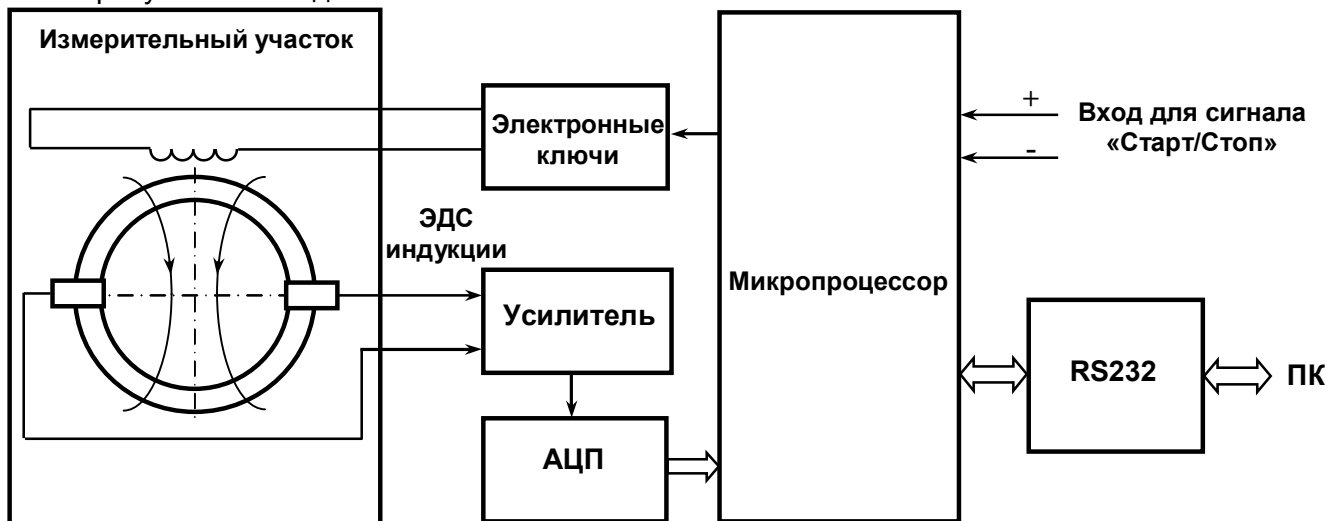 Измерительный участок
Электронные
ключи
+
-
Вход для сигнала
«Старт/Стоп»
ЭДС
индукции
Усилитель
Микропроцессор
RS232
ПК
АЦП